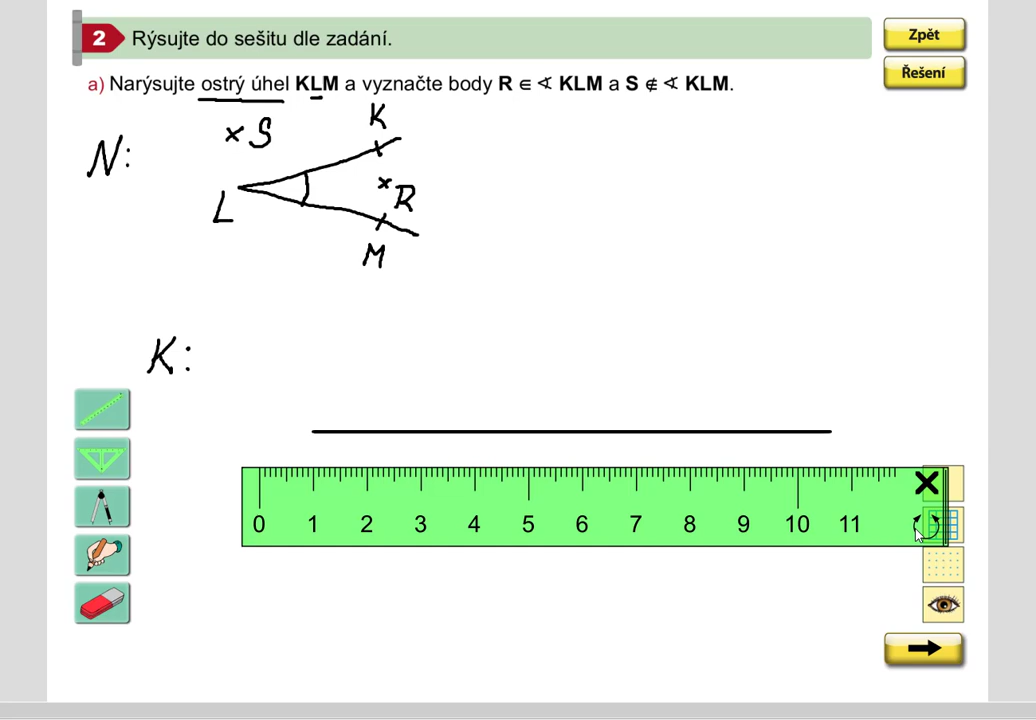 2 Rýsujte do sešitu dle zadání.
Zpět
Řešení
a) Narýsujte ostrý úhel KLM a vyznačte body R ∈ ∢ KLM a S ∉ ∢ KLM.
N:
× S
K
L
× R
M
K:
0 1 2 3 4 5 6 7 8 9 10 11